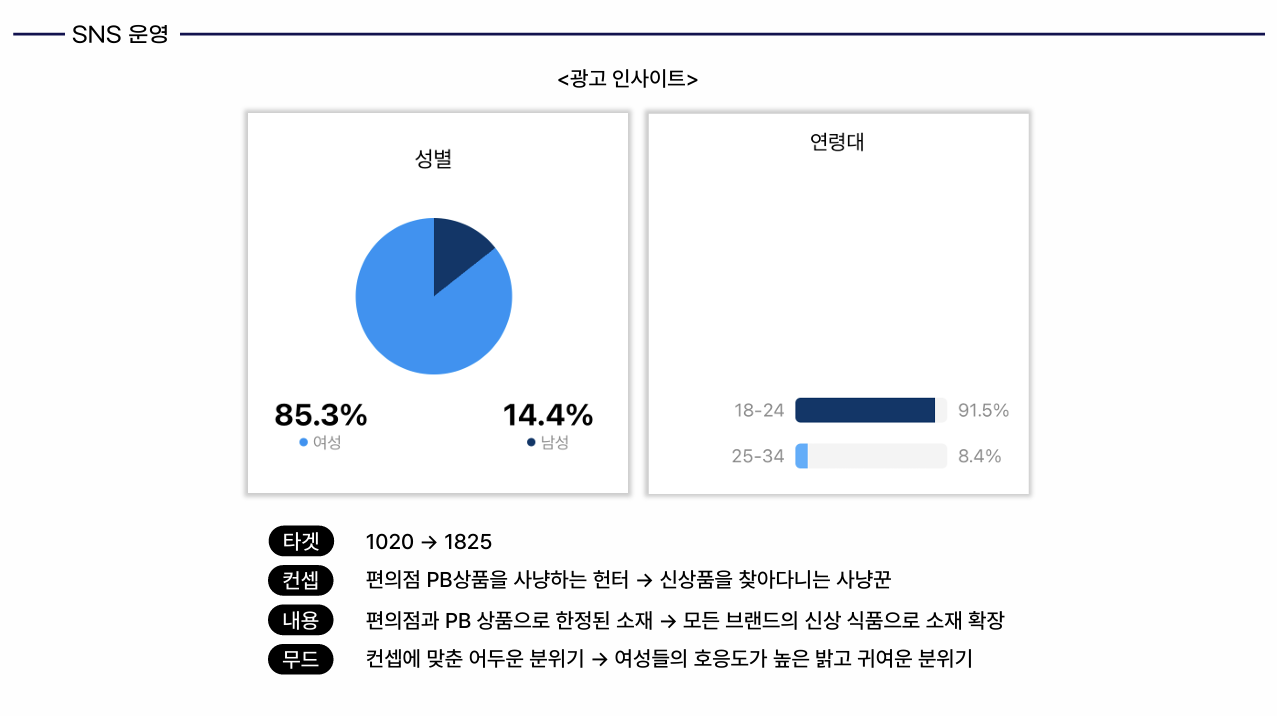 SNS 운영
<광고 인사이트>
성별
85.3%
여성
14.4%
남성
연령대
18-24 91.5%
25-34 8.4%
타겟 1020 → 1825
컨셉 편의점 PB상품을 사냥하는 헌터 → 신상품을 찾아다니는 사냥꾼
내용 편의점과 PB 상품으로 한정된 소재 → 모든 브랜드의 신상 식품으로 소재 확장
무드 컨셉에 맞춘 어두운 분위기 → 여성들의 호응도가 높은 밝고 귀여운 분위기